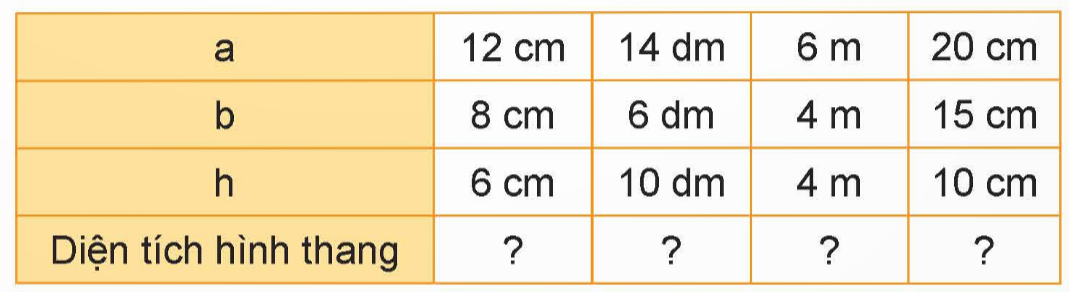 a 12 cm 14 dm 6 m 20 cm
b 8 cm 6 dm 4 m 15 cm
h 6 cm 10 dm 4 m 10 cm
Diện tích hình thang ? ? ? ?